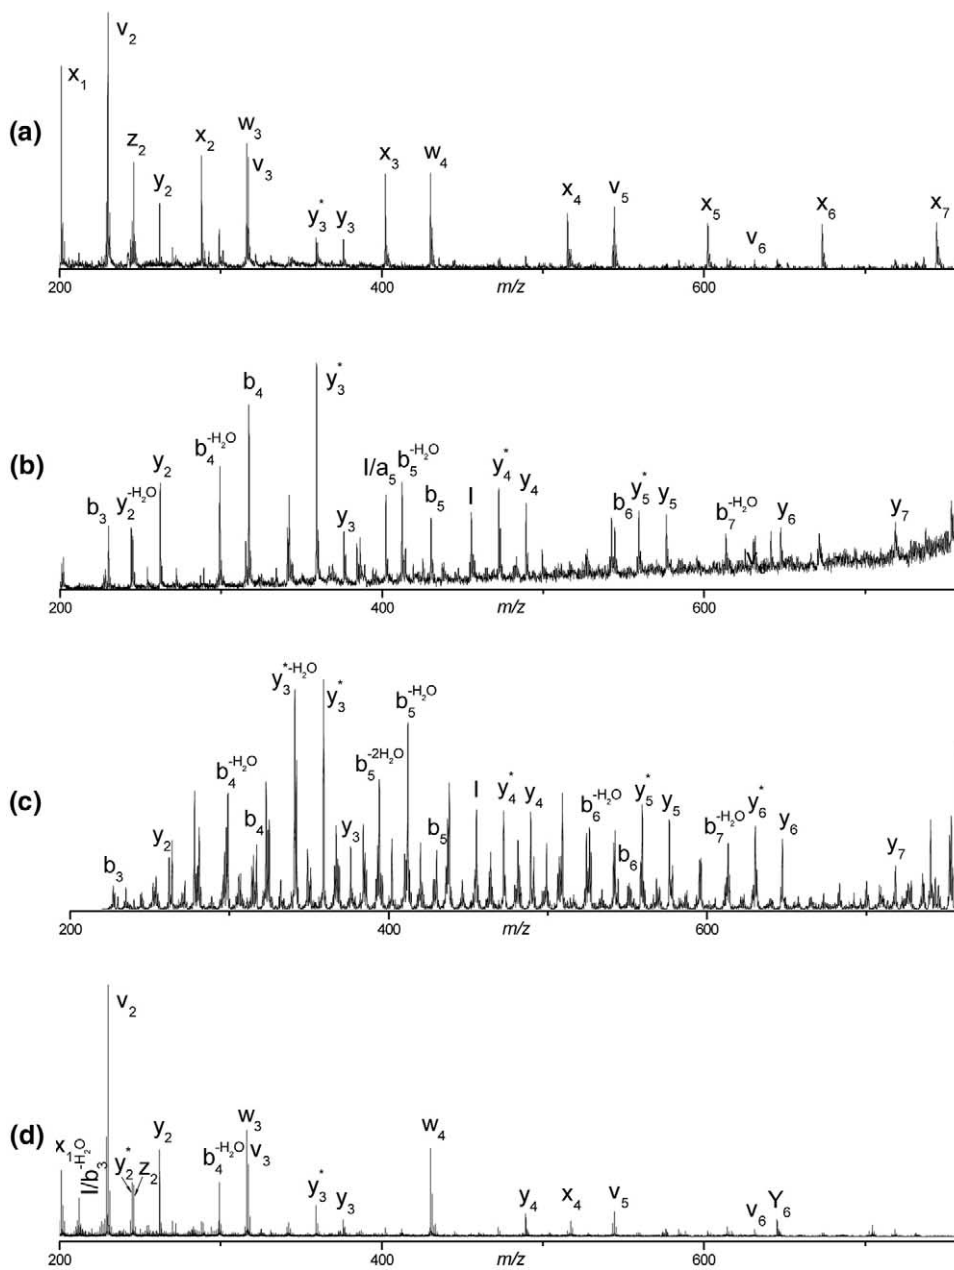 (a)
x1 v2 z2 y2 x2 w3 v3 y3* y3 x3 w4 x4 v5 x5 v6 x6 x7
200 400 600
m/z
(b)
b3 y2-H2O y2 b4-H2O b4 y3* y3 I/a5 b5-H2O b5 I y4* y4 b6 y5* y5 b7-H2O y6 y7
200 400 600
m/z
(c)
b3 y2 b4-H2O b4 y3*-H2O y3* y3 b5-2H2O b5-H2O b5 I y4* y4 b6-H2O b6 y5* y5 b7-H2O y6* y6 y7
200 400 600
m/z
(d)
x1 I/b3-H2O v2 y2* z2 y2 b4-H2O w3 v3 y3* y3 w4 y4 x4 v5 v6 Y6
200 400 600
m/z